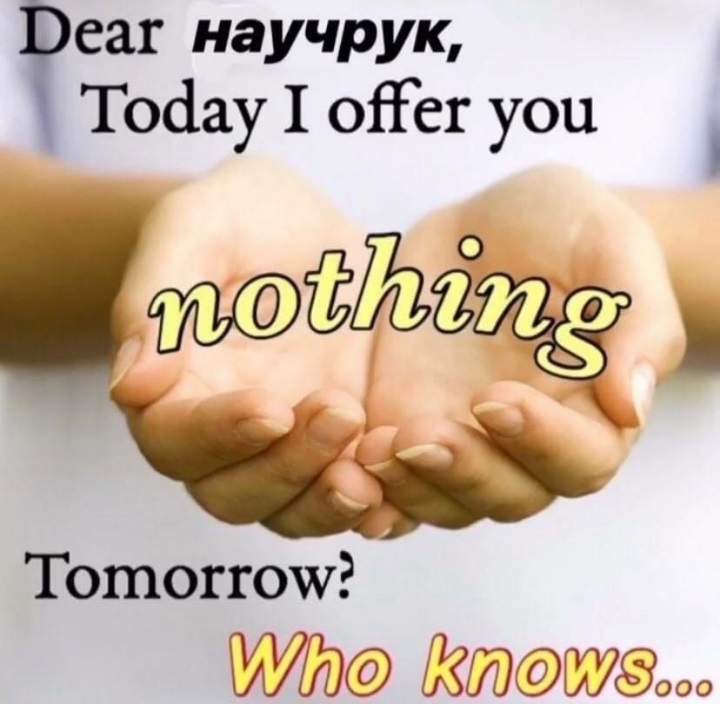 Dear научрук,
Today I offer you
nothing
Tomorrow?
Who knows...